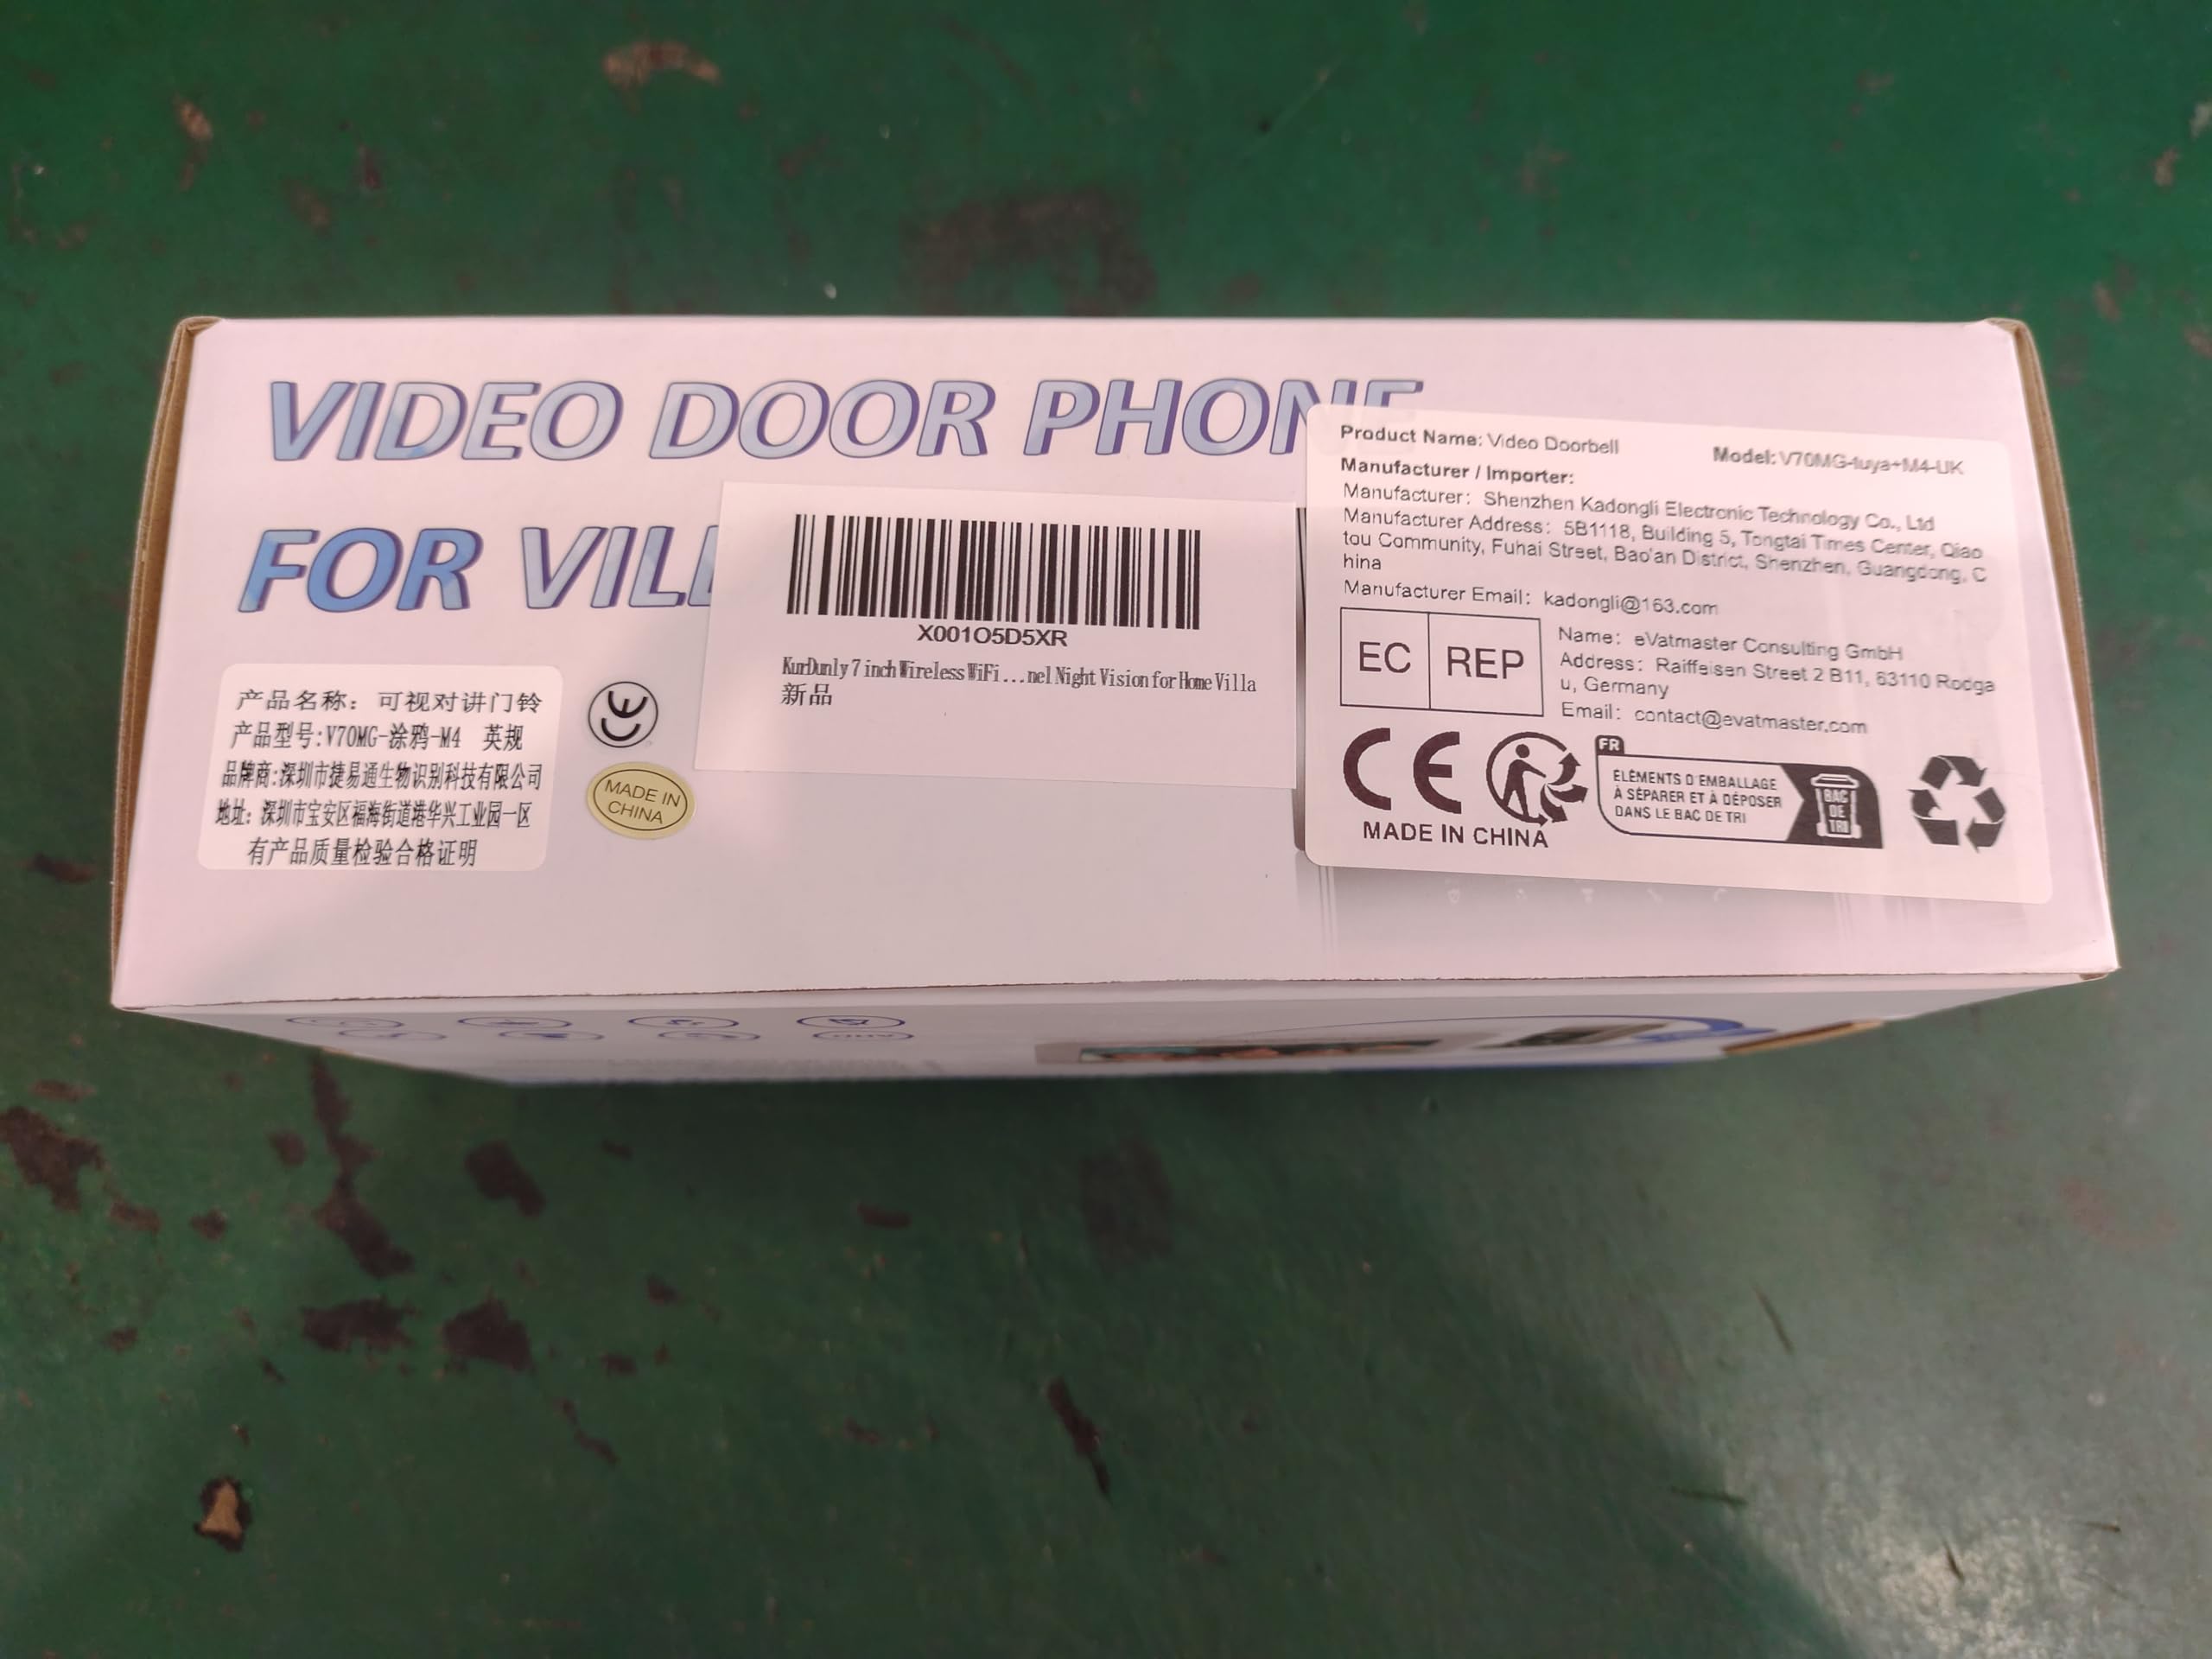 VIDEO DOOR PHONE
FOR VILL
产品名称：可视对讲门铃
产品型号:V70MG-涂鸦-M4 英规
品牌商:深圳市捷易通生物识别科技有限公司
地址：深圳市宝安区福海街道港华兴工业园一区
有产品质量检验合格证明
CE
MADE IN
CHINA
X001O5D5XR
KurDunly 7 inch Wireless WiFi...nel Night Vision for Home Villa
新品
Product Name: Video Doorbell Model: V70MG-tuya+M4-UK
Manufacturer / Importer:
Manufacturer: Shenzhen Kadongli Electronic Technology Co., Ltd
Manufacturer Address: 5B1118, Building 5, Tongtai Times Center, Qiao
tou Community, Fuhai Street, Bao'an District, Shenzhen, Guangdong, C
hina
Manufacturer Email: kadongli@163.com
EC REP
Name: eVatmaster Consulting GmbH
Address: Raiffeisen Street 2 B11, 63110 Rodga
u, Germany
Email: contact@evatmaster.com
CE
MADE IN CHINA
FR
ÉLÉMENTS D'EMBALLAGE
À SÉPARER ET À DÉPOSER
DANS LE BAC DE TRI
BAC
DE
TRI